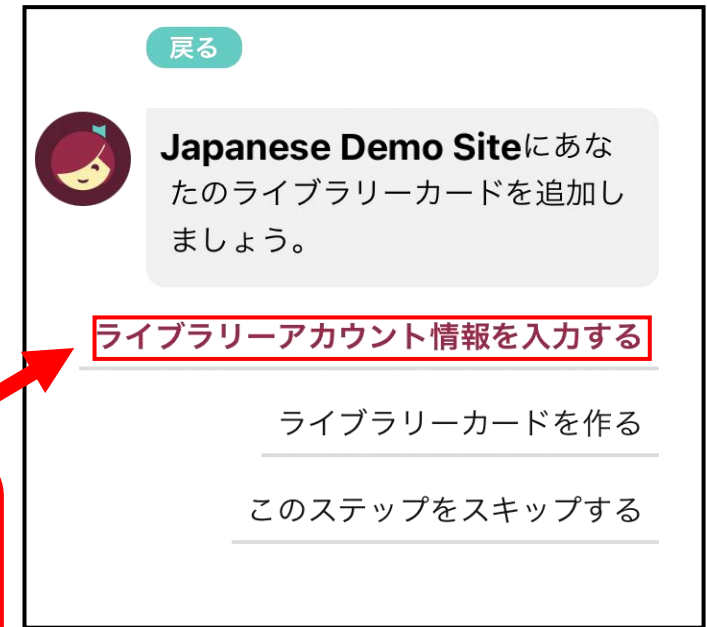 戻る
Japanese Demo Siteにあな
たのライブラリーカードを追加し
ましょう。
ライブラリーアカウント情報を入力する
ライブラリーカードを作る
このステップをスキップする